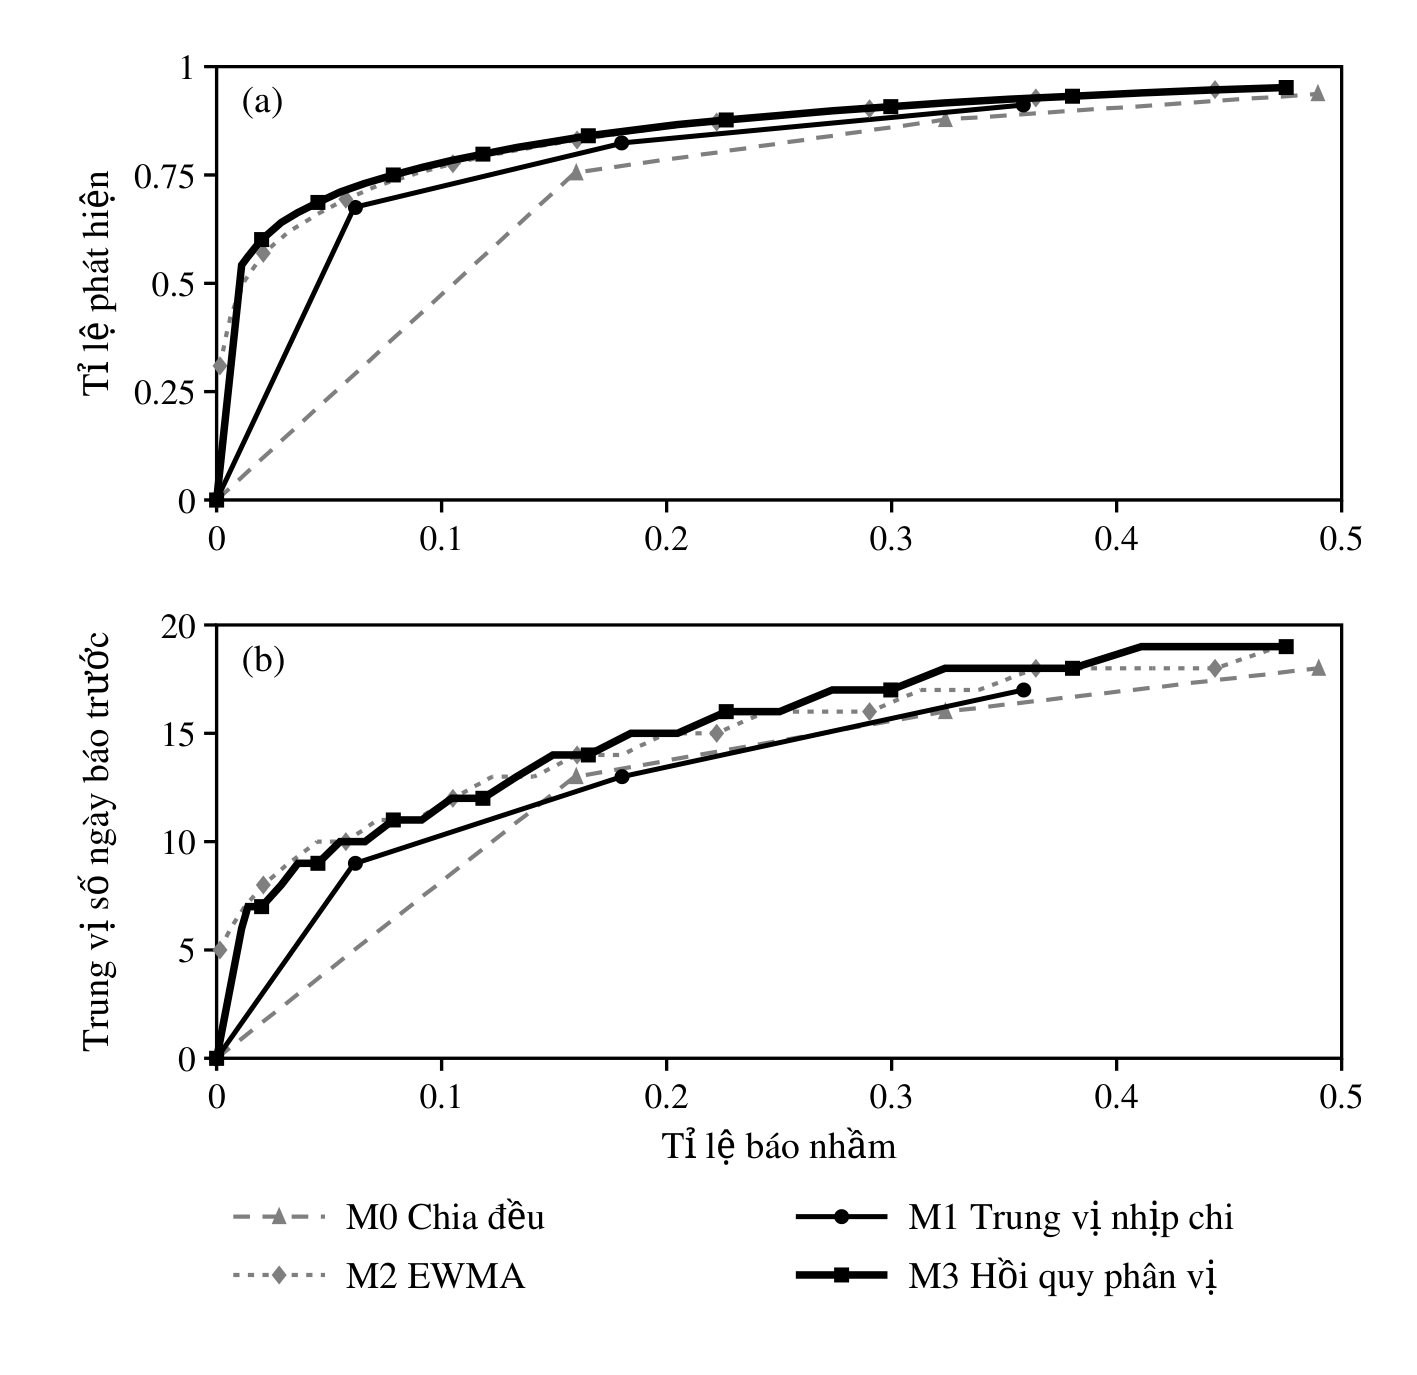 (a)
Tỉ lệ phát hiện
1
0.75
0.5
0.25
0
0 0.1 0.2 0.3 0.4 0.5
(b)
Trung vị số ngày báo trước
20
15
10
5
0
0 0.1 0.2 0.3 0.4 0.5
Tỉ lệ báo nhầm
M0 Chia đều M1 Trung vị nhịp chi
M2 EWMA M3 Hồi quy phân vị